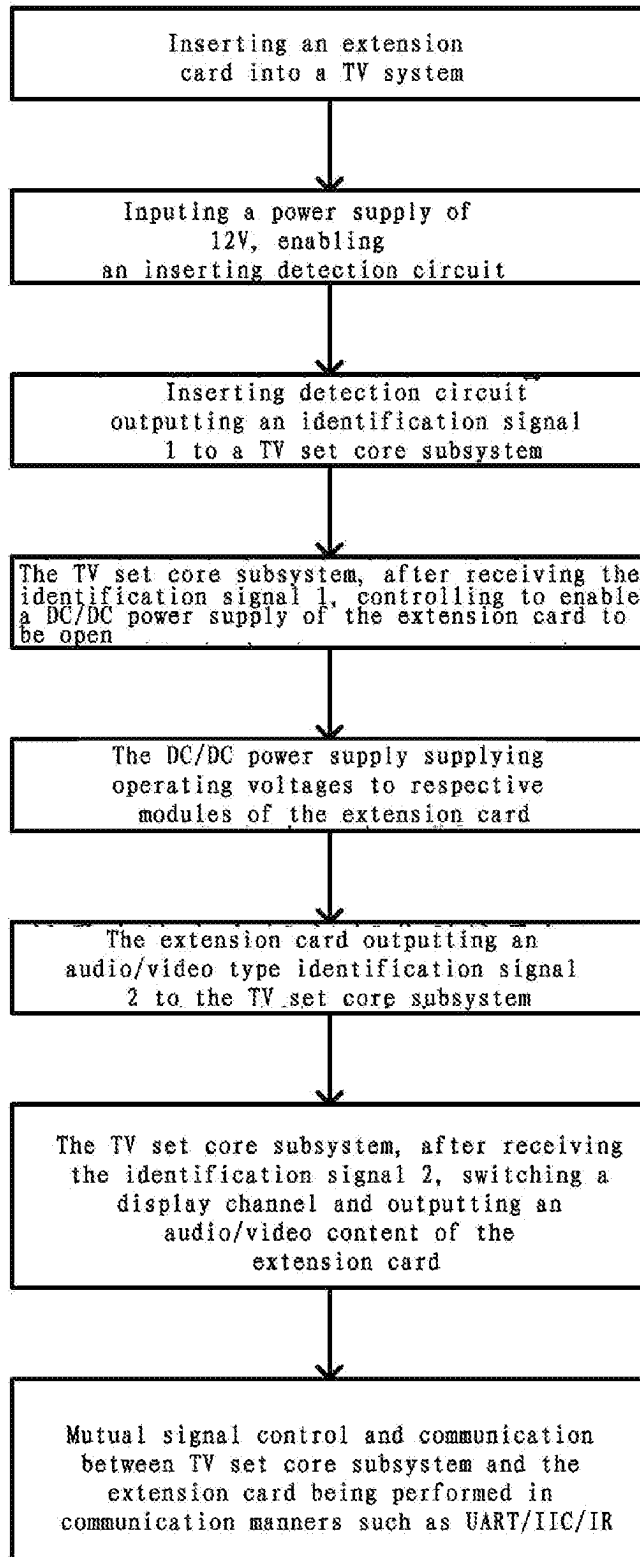 Inserting an extension
card into a TV system
Inputing a power supply of
12V, enabling
an inserting detection circuit
Inserting detection circuit
outputting an identification signal
1 to a TV set core subsystem
The TV set core subsystem, after receiving the
identification signal 1, controlling to enable
a DC/DC power supply of the extension card to
be open
The DC/DC power supply supplying
operating voltages to respective
modules of the extension card
The extension card outputting an
audio/video type identification signal
2 to the TV set core subsystem
The TV set core subsystem, after receiving
the identification signal 2, switching a
display channel and outputting an
audio/video content of the
extension card
Mutual signal control and communication
between TV set core subsystem and the
extension card being performed in
communication manners such as UART/IIC/IR